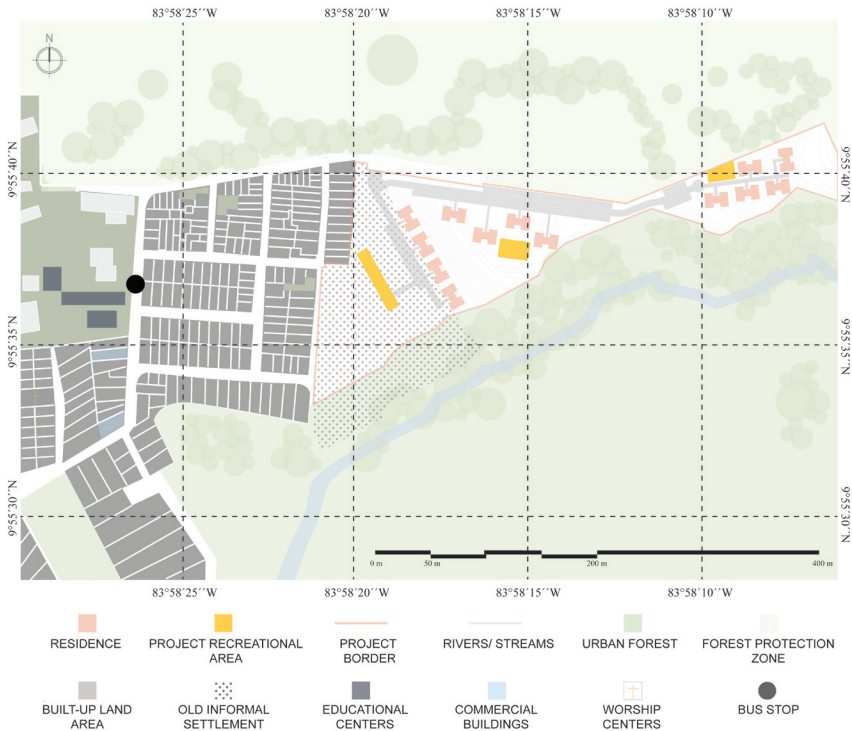 83°58´25´´W 83°58´20´´W 83°58´15´´W 83°58´10´´W
N
9°55´40´´N 9°55´40´´N
9°55´35´´N 9°55´35´´N
9°55´30´´N 9°55´30´´N
0 m 50 m 200 m 400 m
83°58´25´´W 83°58´20´´W 83°58´15´´W 83°58´10´´W
RESIDENCE
PROJECT RECREATIONAL
AREA
PROJECT
BORDER
RIVERS/ STREAMS
URBAN FOREST
FOREST PROTECTION
ZONE
BUILT-UP LAND
AREA
OLD INFORMAL
SETTLEMENT
EDUCATIONAL
CENTERS
COMMERCIAL
BUILDINGS
WORSHIP
CENTERS
BUS STOP